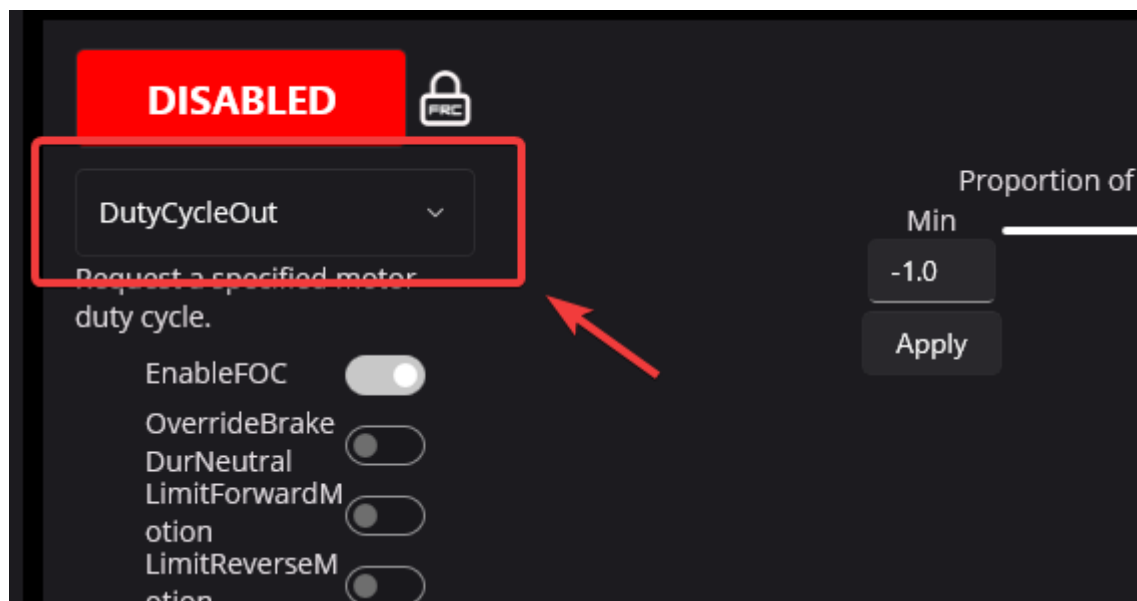 DISABLED
FRC
DutyCycleOut
Request a specified motor
duty cycle.
EnableFOC
OverrideBrake
DurNeutral
LimitForwardM
otion
LimitReverseM
otion
Proportion of
Min
-1.0
Apply